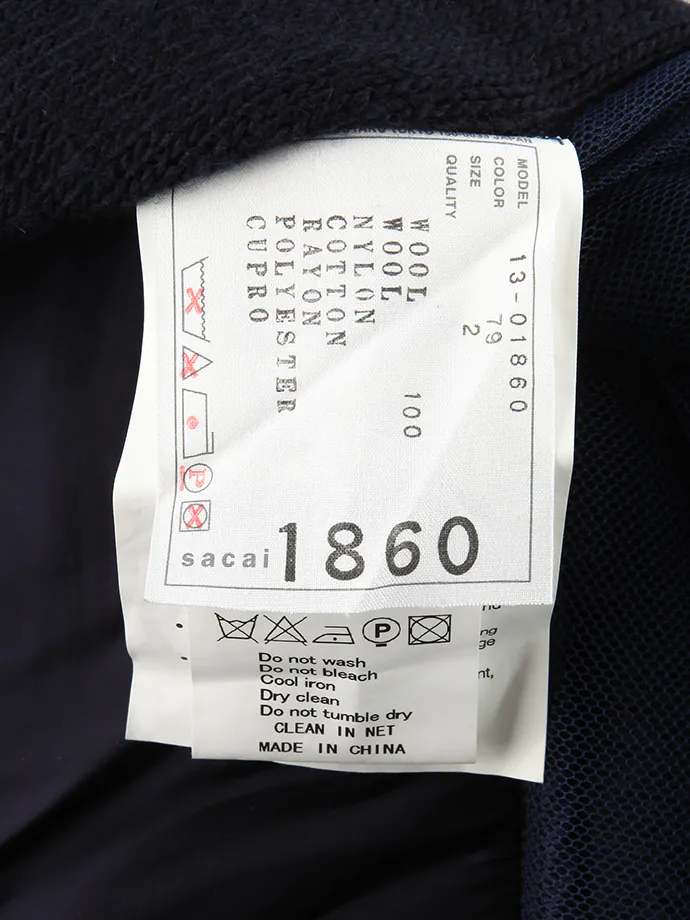 JAPAN
MODEL 13-01860
COLOR 79
SIZE 2
QUALITY
WOOL 100
WOOL
NYLON
COTTON
RAYON
POLYESTER
CUPRO
P
sacai 1860
P
Do not wash
Do not bleach
Cool iron
Dry clean
Do not tumble dry
CLEAN IN NET
MADE IN CHINA